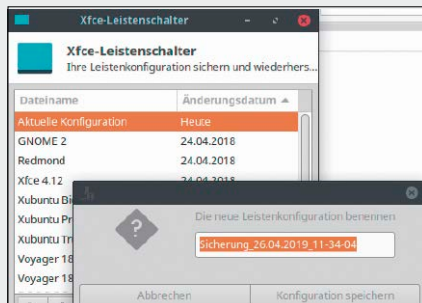 Xfce-Leistenschalter
Xfce-Leistenschalter
Ihre Leistenkonfiguration sichern und wiederhers...
Dateiname Änderungsdatum
Aktuelle Konfiguration Heute
GNOME 2 24.04.2018
Redmond 24.04.2018
Xfce 4.12 24.04.2018
Xubuntu
Xubuntu
Xubuntu
Voyager 18
Voyager 18
Die neue Leistenkonfiguration benennen
Sicherung_26.04.2019_11-34-04
Abbrechen Konfiguration speichern